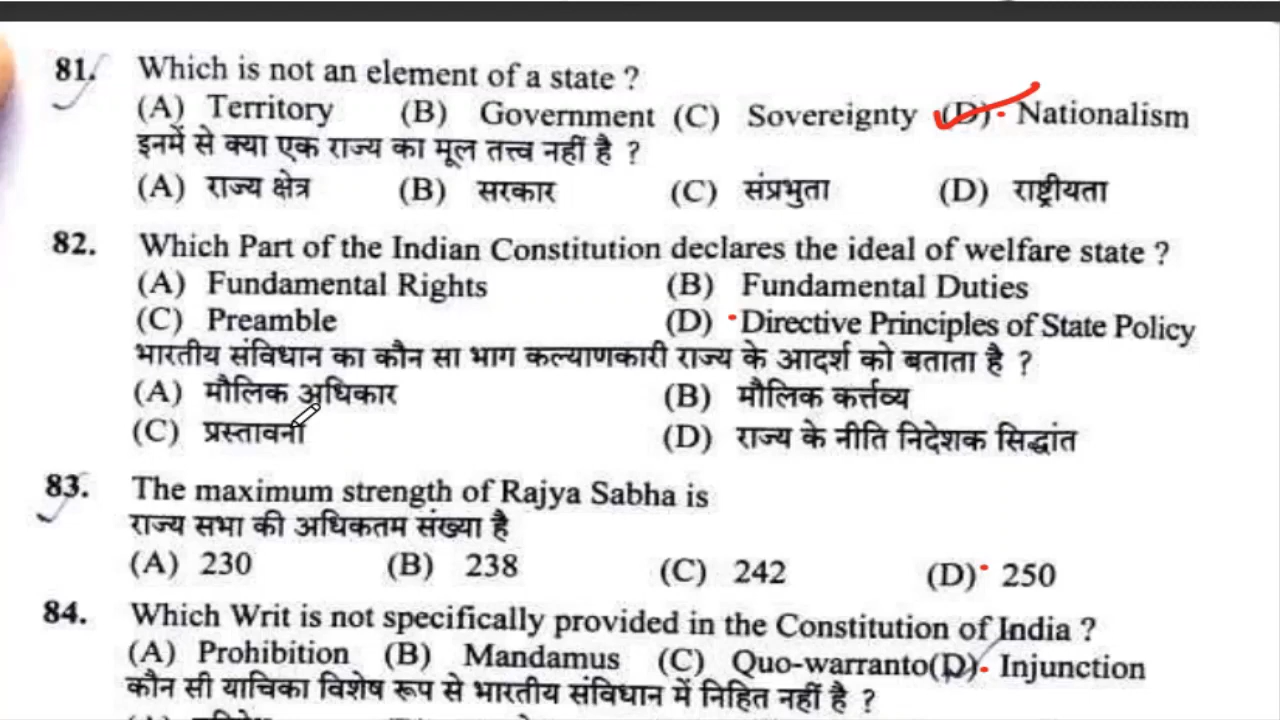 81. Which is not an element of a state ?
(A) Territory (B) Government (C) Sovereignty (D) Nationalism
इनमें से क्या एक राज्य का मूल तत्त्व नहीं है ?
(A) राज्य क्षेत्र (B) सरकार (C) संप्रभुता (D) राष्ट्रीयता
82. Which Part of the Indian Constitution declares the ideal of welfare state ?
(A) Fundamental Rights (B) Fundamental Duties
(C) Preamble (D) Directive Principles of State Policy
भारतीय संविधान का कौन सा भाग कल्याणकारी राज्य के आदर्श को बताता है ?
(A) मौलिक अधिकार (B) मौलिक कर्त्तव्य
(C) प्रस्तावना (D) राज्य के नीति निदेशक सिद्धांत
83. The maximum strength of Rajya Sabha is
राज्य सभा की अधिकतम संख्या है
(A) 230 (B) 238 (C) 242 (D) 250
84. Which Writ is not specifically provided in the Constitution of India ?
(A) Prohibition (B) Mandamus (C) Quo-warranto (D) Injunction
कौन सी याचिका विशेष रूप से भारतीय संविधान में निहित नहीं है ?